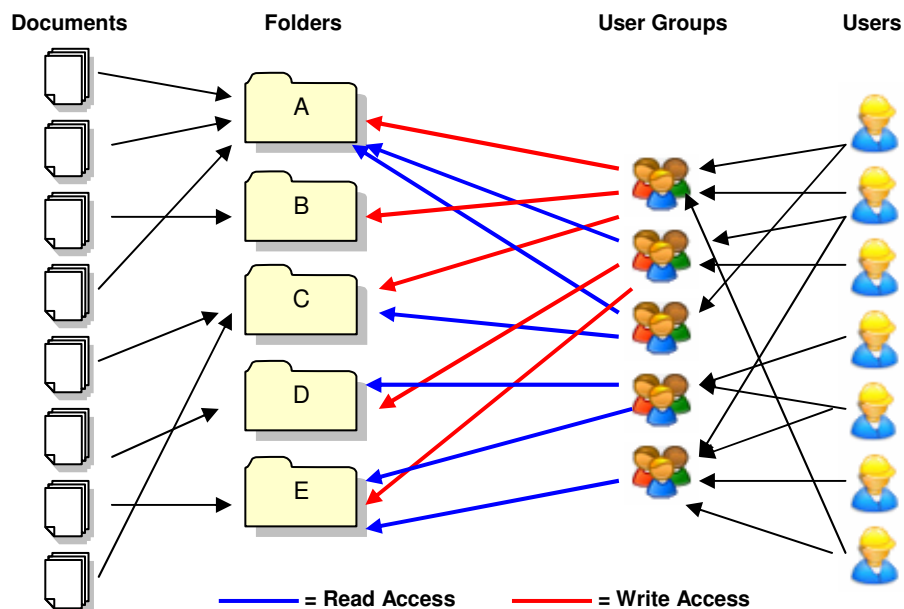 Documents Folders User Groups Users
A
B
C
D
E
= Read Access = Write Access